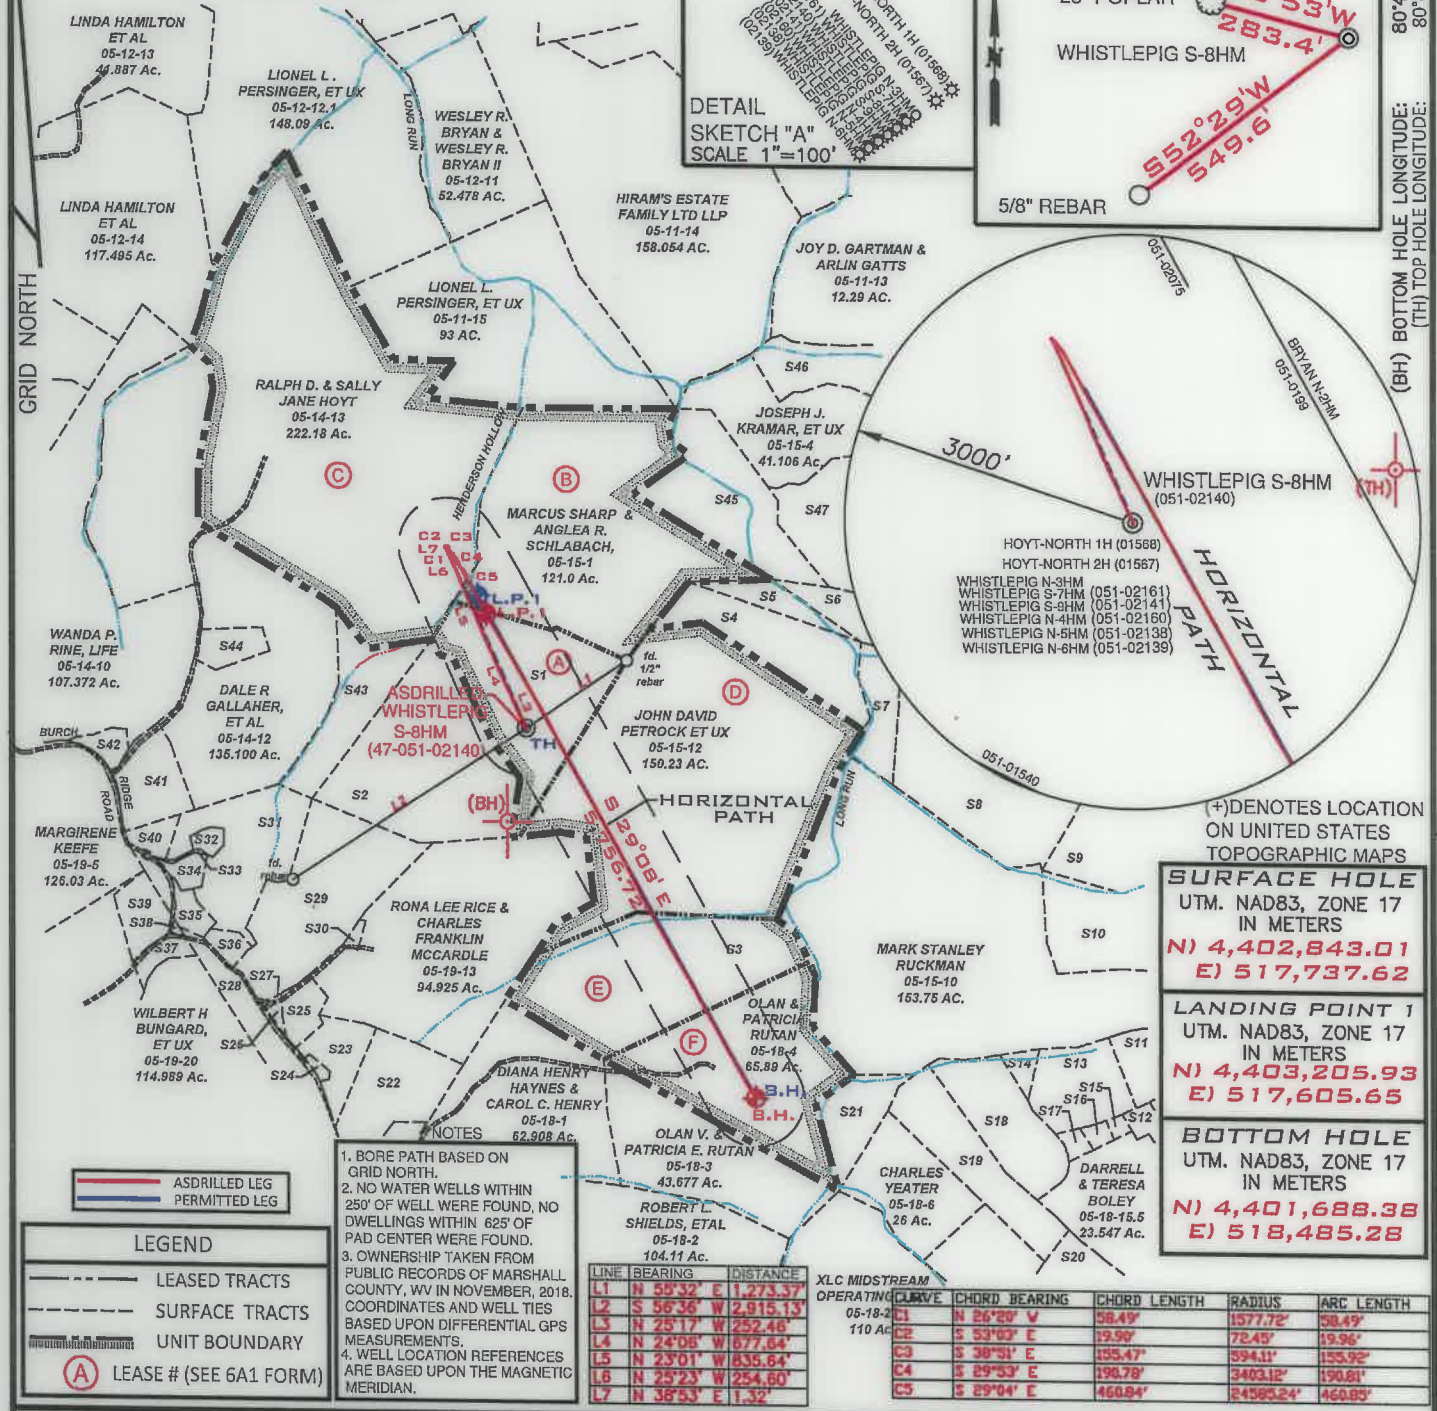 LINDA HAMILTON
ET AL
05-12-13
41.887 Ac.
LIONEL L.
PERSINGER, ET UX
05-12-12.1
148.09 Ac.
LONG RUN
WESLEY R.
BRYAN &
WESLEY R.
BRYAN II
05-12-11
52.478 AC.
LINDA HAMILTON
ET AL
05-12-14
117.495 Ac.
GRID NORTH
DETAIL
SKETCH "A"
SCALE 1"=100'
N
WHISTLEPIG S-8HM
283.4'
S52°29'W
549.6'
5/8" REBAR
(BH) BOTTOM HOLE LONGITUDE:
(TH) TOP HOLE LONGITUDE:
HIRAM'S ESTATE
FAMILY LTD LLP
05-11-14
158.054 AC.
JOY D. GARTMAN &
ARLIN GATTS
05-11-13
12.29 AC.
LIONEL L.
PERSINGER, ET UX
05-11-15
93 AC.
RALPH D. & SALLY
JANE HOYT
05-14-13
222.18 Ac.
C
HENDERSON HOLLOW
B
MARCUS SHARP &
ANGLEA R.
SCHLABACH,
05-15-1
121.0 Ac.
JOSEPH J.
KRAMAR, ET UX
05-15-4
41.106 Ac.
S46
S45
S47
051-02075
BRYAN N-2HM
051-0199
3000'
WHISTLEPIG S-8HM
(051-02140)
(TH)
HOYT-NORTH 1H (01568)
HOYT-NORTH 2H (01567)
WHISTLEPIG N-3HM
WHISTLEPIG S-7HM (051-02161)
WHISTLEPIG S-9HM (051-02141)
WHISTLEPIG N-4HM (051-02160)
WHISTLEPIG N-5HM (051-02138)
WHISTLEPIG N-6HM (051-02139)
HORIZONTAL
PATH
051-01540
C2 C3
L7
C1 C4
L6
C5
L.P. 1
L.P. 1
L5
L4
L3
A
L1
S1
fd.
1/2"
rebar
S4
S5
S6
S7
D
JOHN DAVID
PETROCK ET UX
05-15-12
150.23 AC.
WANDA P.
RINE, LIFE
05-14-10
107.372 Ac.
S44
S43
DALE R
GALLAHER,
ET AL
05-14-12
135.100 Ac.
ASDRILLED
WHISTLEPIG
S-8HM
(47-051-02140)
TH
(BH)
L2
S2
HORIZONTAL
PATH
S 29°08' E
5,756.72'
LONG RUN
BURCH
RIDGE
ROAD
S42
S41
S31
S40
S32
S34
S33
MARGIRENE
KEEFE
05-19-5
126.03 Ac.
fd.
rebar
S29
S39
S38
S35
S37
S36
S30
S27
S28
S25
S26
S24
S23
S22
WILBERT H
BUNGARD,
ET UX
05-19-20
114.989 Ac.
RONA LEE RICE &
CHARLES
FRANKLIN
MCCARDLE
05-19-13
94.925 Ac.
E
S3
F
OLAN &
PATRICIA
RUTAN
05-18-4
65.89 Ac.
B.H.
B.H.
MARK STANLEY
RUCKMAN
05-15-10
153.75 AC.
S8
S9
S10
(+)DENOTES LOCATION
ON UNITED STATES
TOPOGRAPHIC MAPS
SURFACE HOLE
UTM. NAD83, ZONE 17
IN METERS
N) 4,402,843.01
E) 517,737.62
LANDING POINT 1
UTM. NAD83, ZONE 17
IN METERS
N) 4,403,205.93
E) 517,605.65
BOTTOM HOLE
UTM. NAD83, ZONE 17
IN METERS
N) 4,401,688.38
E) 518,485.28
DIANA HENRY
HAYNES &
CAROL C. HENRY
05-18-1
62.908 Ac.
OLAN V. &
PATRICIA E. RUTAN
05-18-3
43.677 Ac.
ROBERT L.
SHIELDS, ETAL
05-18-2
104.11 Ac.
CHARLES
YEATER
05-18-6
26 Ac.
S21
S14
S13
S11
S15
S16
S17
S12
S18
S19
S20
DARRELL
& TERESA
BOLEY
05-18-15.5
23.547 Ac.
XLC MIDSTREAM
OPERATING
05-18-2
110 Ac
ASDRILLED LEG
PERMITTED LEG
LEGEND
LEASED TRACTS
SURFACE TRACTS
UNIT BOUNDARY
A LEASE # (SEE 6A1 FORM)
NOTES
1. BORE PATH BASED ON
GRID NORTH.
2. NO WATER WELLS WITHIN
250' OF WELL WERE FOUND, NO
DWELLINGS WITHIN 625' OF
PAD CENTER WERE FOUND.
3. OWNERSHIP TAKEN FROM
PUBLIC RECORDS OF MARSHALL
COUNTY, WV IN NOVEMBER, 2018.
COORDINATES AND WELL TIES
BASED UPON DIFFERENTIAL GPS
MEASUREMENTS.
4. WELL LOCATION REFERENCES
ARE BASED UPON THE MAGNETIC
MERIDIAN.
LINE BEARING DISTANCE
L1 N 55°32' E 1,273.37'
L2 S 56°36' W 2,915.13'
L3 N 25°17' W 252.46'
L4 N 24°06' W 677.64'
L5 N 23°01' W 835.64'
L6 N 25°23' W 254.60'
L7 N 38°53' E 1.32'
CURVE CHORD BEARING CHORD LENGTH RADIUS ARC LENGTH
C1 N 26°20' W 58.49' 1577.72' 58.49'
C2 S 53°03' E 19.90' 72.45' 19.96'
C3 S 38°51' E 155.47' 594.11' 155.92'
C4 S 29°53' E 190.78' 3403.12' 190.81'
C5 S 29°04' E 460.84' 24585.24' 460.85'